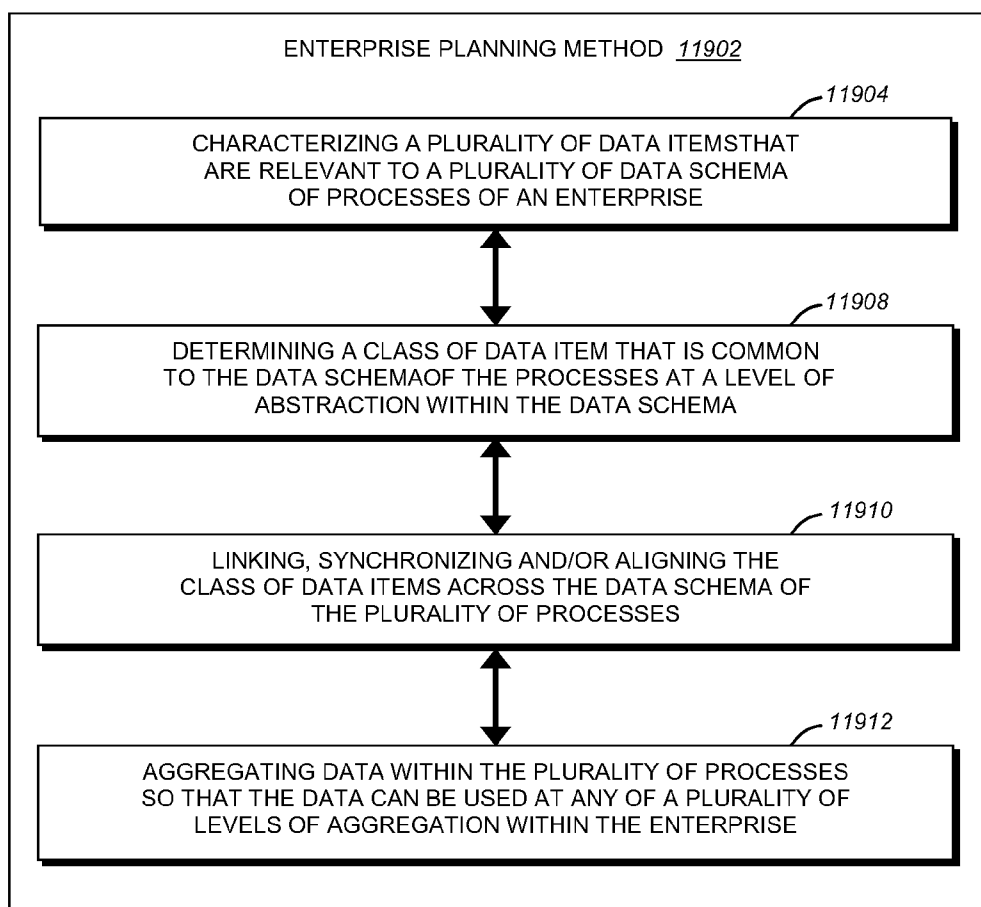 ENTERPRISE PLANNING METHOD 11902
11904
CHARACTERIZING A PLURALITY OF DATA ITEMSTHAT
ARE RELEVANT TO A PLURALITY OF DATA SCHEMA
OF PROCESSES OF AN ENTERPRISE
11908
DETERMINING A CLASS OF DATA ITEM THAT IS COMMON
TO THE DATA SCHEMAOF THE PROCESSES AT A LEVEL OF
ABSTRACTION WITHIN THE DATA SCHEMA
11910
LINKING, SYNCHRONIZING AND/OR ALIGNING THE
CLASS OF DATA ITEMS ACROSS THE DATA SCHEMA OF
THE PLURALITY OF PROCESSES
11912
AGGREGATING DATA WITHIN THE PLURALITY OF PROCESSES
SO THAT THE DATA CAN BE USED AT ANY OF A PLURALITY OF
LEVELS OF AGGREGATION WITHIN THE ENTERPRISE